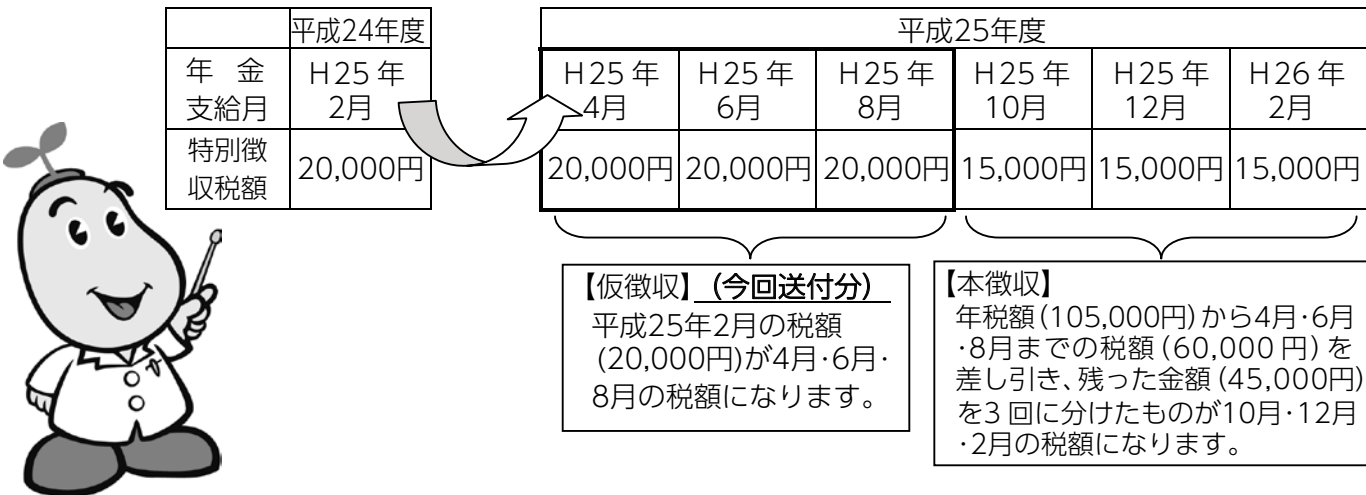 平成24年度 平成25年度
年 金 H25年 H25年 H25年 H25年 H25年 H25年 H26年
支給月 2月 4月 6月 8月 10月 12月 2月
特別徴
収税額 20,000円 20,000円 20,000円 20,000円 15,000円 15,000円 15,000円
【仮徴収】(今回送付分)
平成25年2月の税額
(20,000円)が4月･6月･
8月の税額になります。
【本徴収】
年税額(105,000円)から4月･6月
･8月までの税額(60,000円)を
差し引き、残った金額(45,000円)
を3回に分けたものが10月･12月
･2月の税額になります。